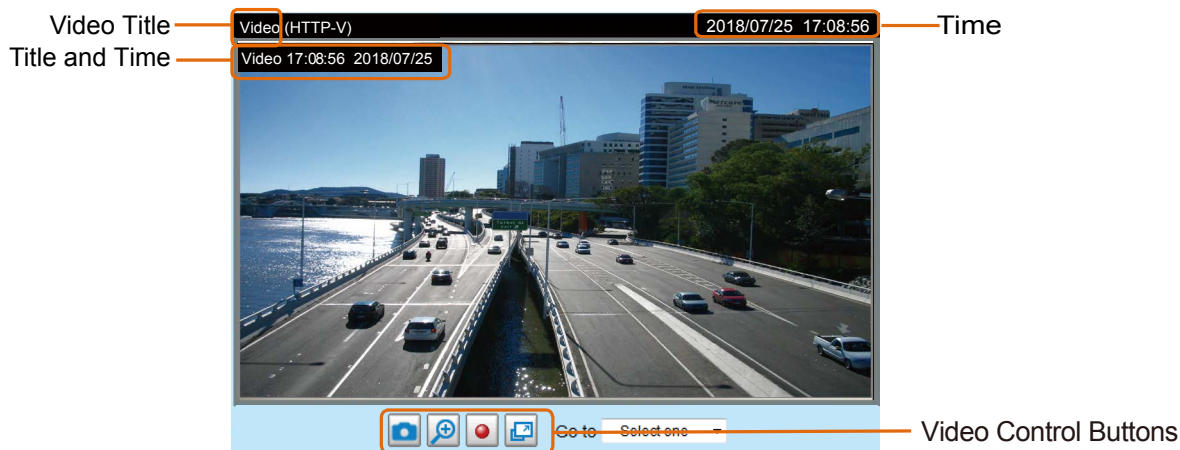 Video Title
Video (HTTP-V)
2018/07/25 17:08:56
Time
Title and Time
Video 17:08:56 2018/07/25
Mercure
Go to
Select one
Video Control Buttons